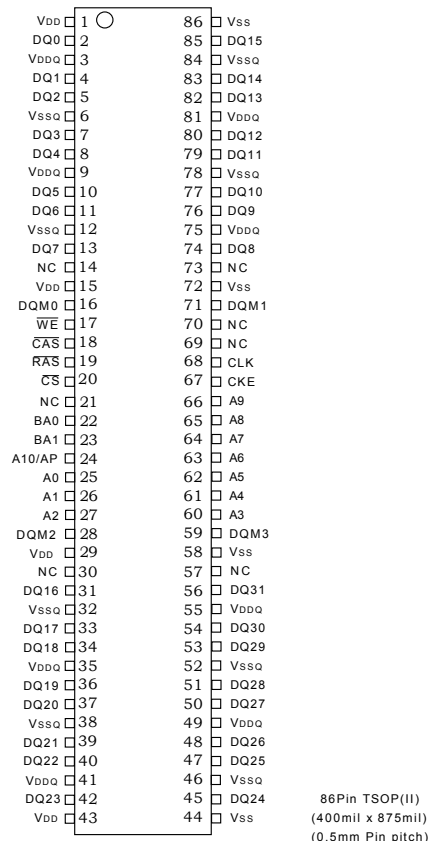 VDD 1 86 VSS
DQ0 2 85 DQ15
VDDQ 3 84 VSSQ
DQ1 4 83 DQ14
DQ2 5 82 DQ13
VSSQ 6 81 VDDQ
DQ3 7 80 DQ12
DQ4 8 79 DQ11
VDDQ 9 78 VSSQ
DQ5 10 77 DQ10
DQ6 11 76 DQ9
VSSQ 12 75 VDDQ
DQ7 13 74 DQ8
NC 14 73 NC
VDD 15 72 VSS
DQM0 16 71 DQM1
W̅E̅ 17 70 NC
C̅A̅S̅ 18 69 NC
R̅A̅S̅ 19 68 CLK
C̅S̅ 20 67 CKE
NC 21 66 A9
BA0 22 65 A8
BA1 23 64 A7
A10/AP 24 63 A6
A0 25 62 A5
A1 26 61 A4
A2 27 60 A3
DQM2 28 59 DQM3
VDD 29 58 VSS
NC 30 57 NC
DQ16 31 56 DQ31
VSSQ 32 55 VDDQ
DQ17 33 54 DQ30
DQ18 34 53 DQ29
VDDQ 35 52 VSSQ
DQ19 36 51 DQ28
DQ20 37 50 DQ27
VSSQ 38 49 VDDQ
DQ21 39 48 DQ26
DQ22 40 47 DQ25
VDDQ 41 46 VSSQ
DQ23 42 45 DQ24
VDD 43 44 VSS
86Pin TSOP(II)
(400mil x 875mil)
(0.5mm Pin pitch)